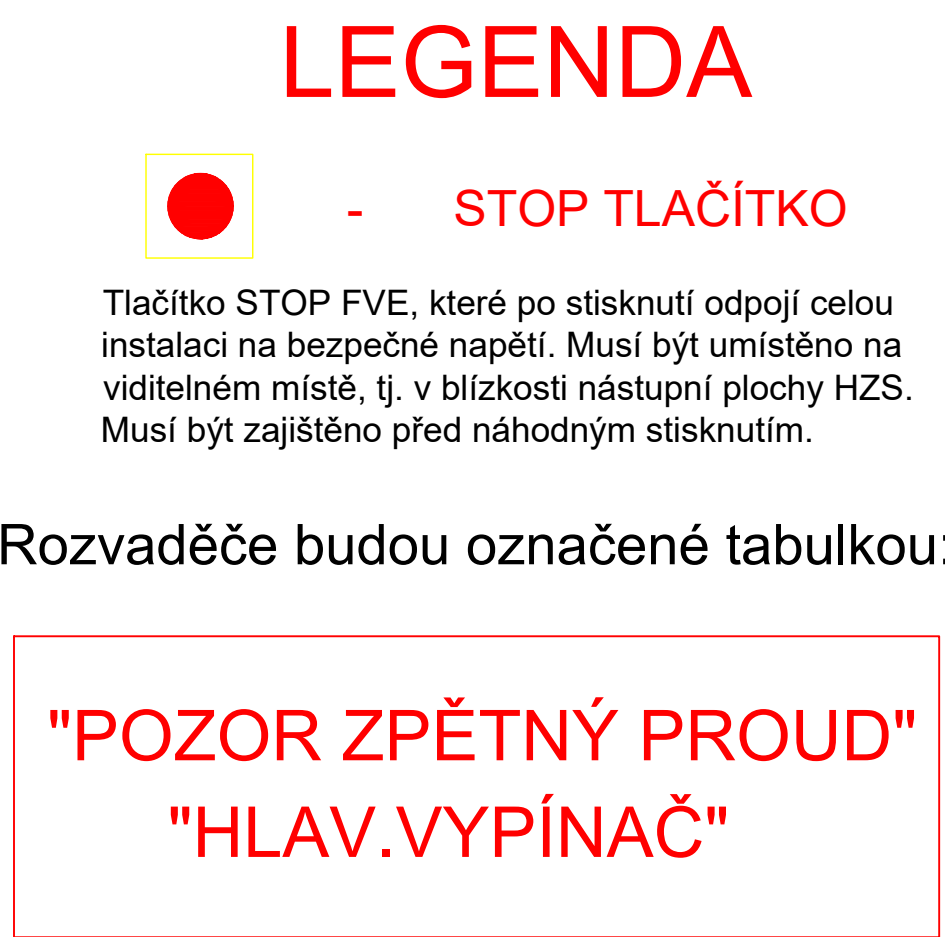 LEGENDA
- STOP TLAČÍTKO
Tlačítko STOP FVE, které po stisknutí odpojí celou
instalaci na bezpečné napětí. Musí být umístěno na
viditelném místě, tj. v blízkosti nástupní plochy HZS.
Musí být zajištěno před náhodným stisknutím.
Rozvaděče budou označené tabulkou:
"POZOR ZPĚTNÝ PROUD"
"HLAV.VYPÍNAČ"